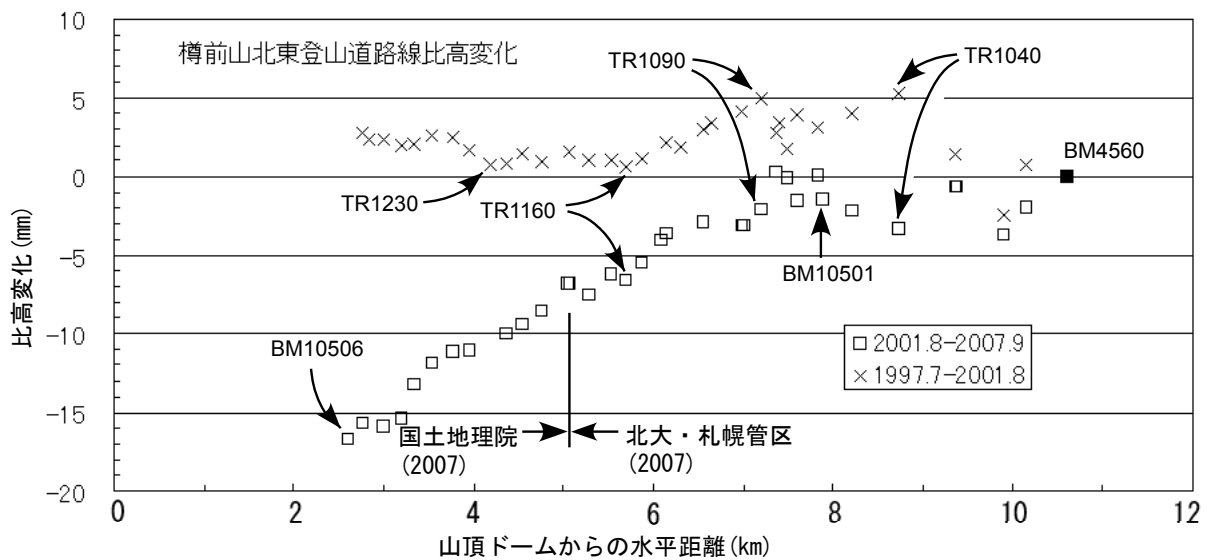 樽前山北東登山道路線比高変化
10
5
0
-5
-10
-15
-20
比高変化(mm)
TR1090
TR1040
BM4560
TR1230
TR1160
BM10501
BM10506
□ 2001.8-2007.9
× 1997.7-2001.8
国土地理院
(2007)
北大・札幌管区
(2007)
0 2 4 6 8 10 12
山頂ドームからの水平距離(km)